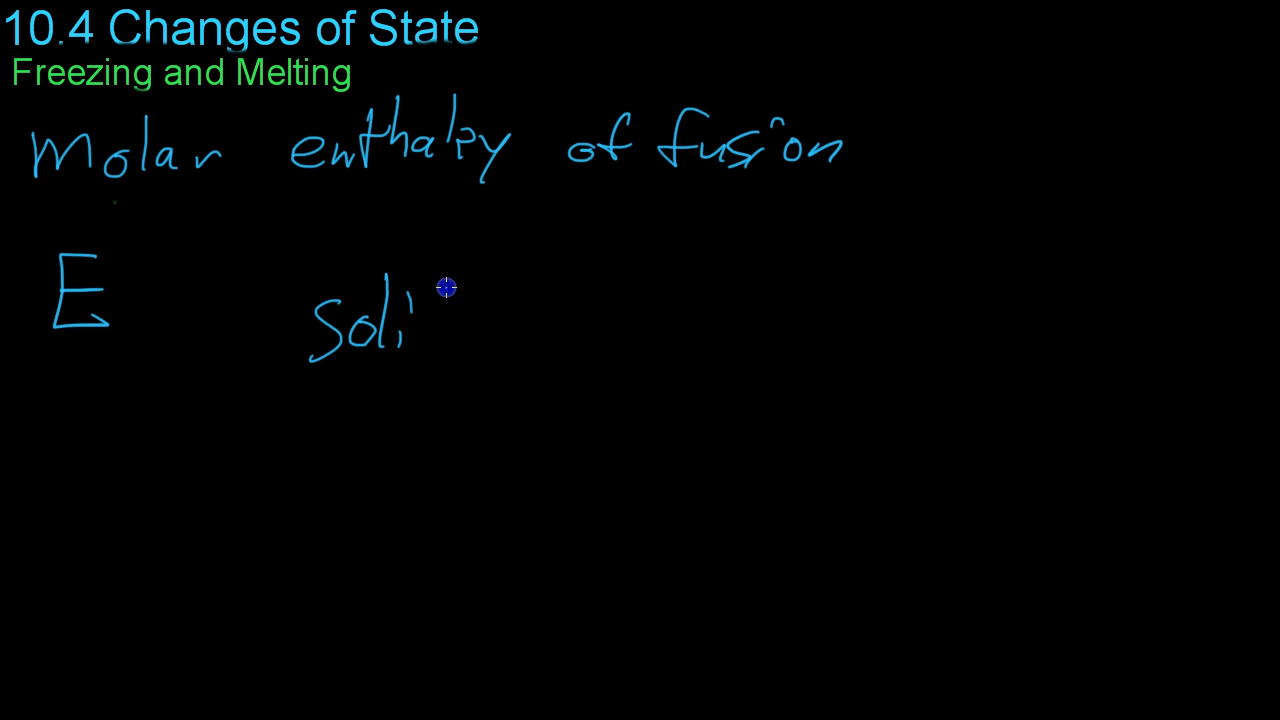 10.4 Changes of State
Freezing and Melting
Molar enthalpy of fusion
E soli